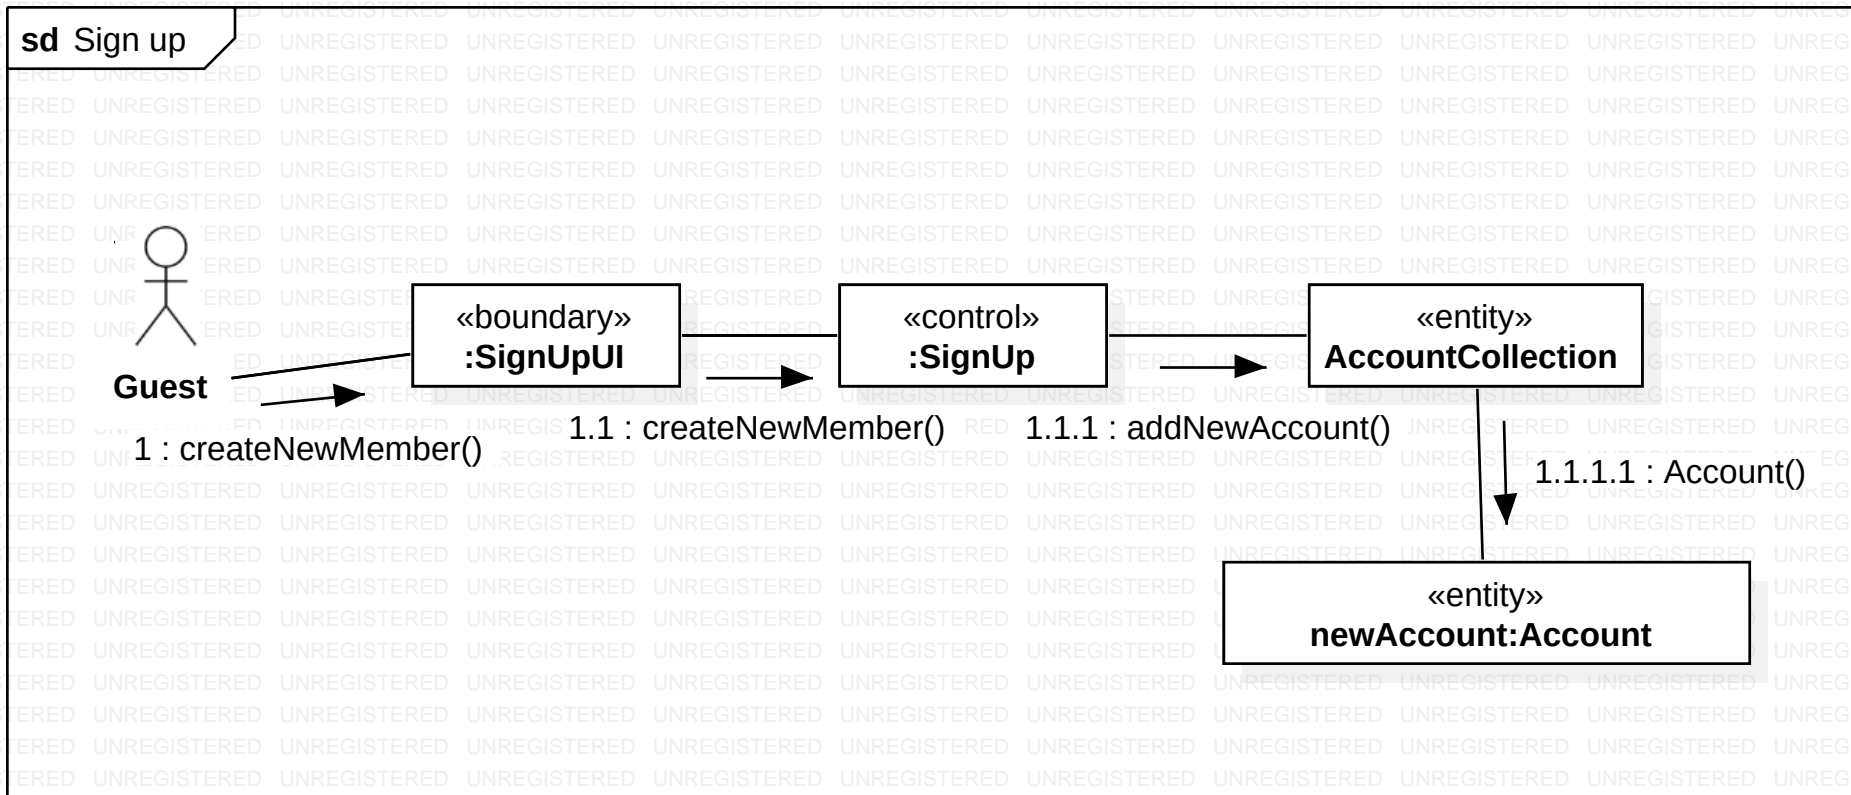 sd Sign up
«boundary»
:SignUpUI
«control»
:SignUp
«entity»
AccountCollection
Guest
1 : createNewMember()
1.1 : createNewMember()
1.1.1 : addNewAccount()
1.1.1.1 : Account()
«entity»
newAccount:Account
UNREGISTERED